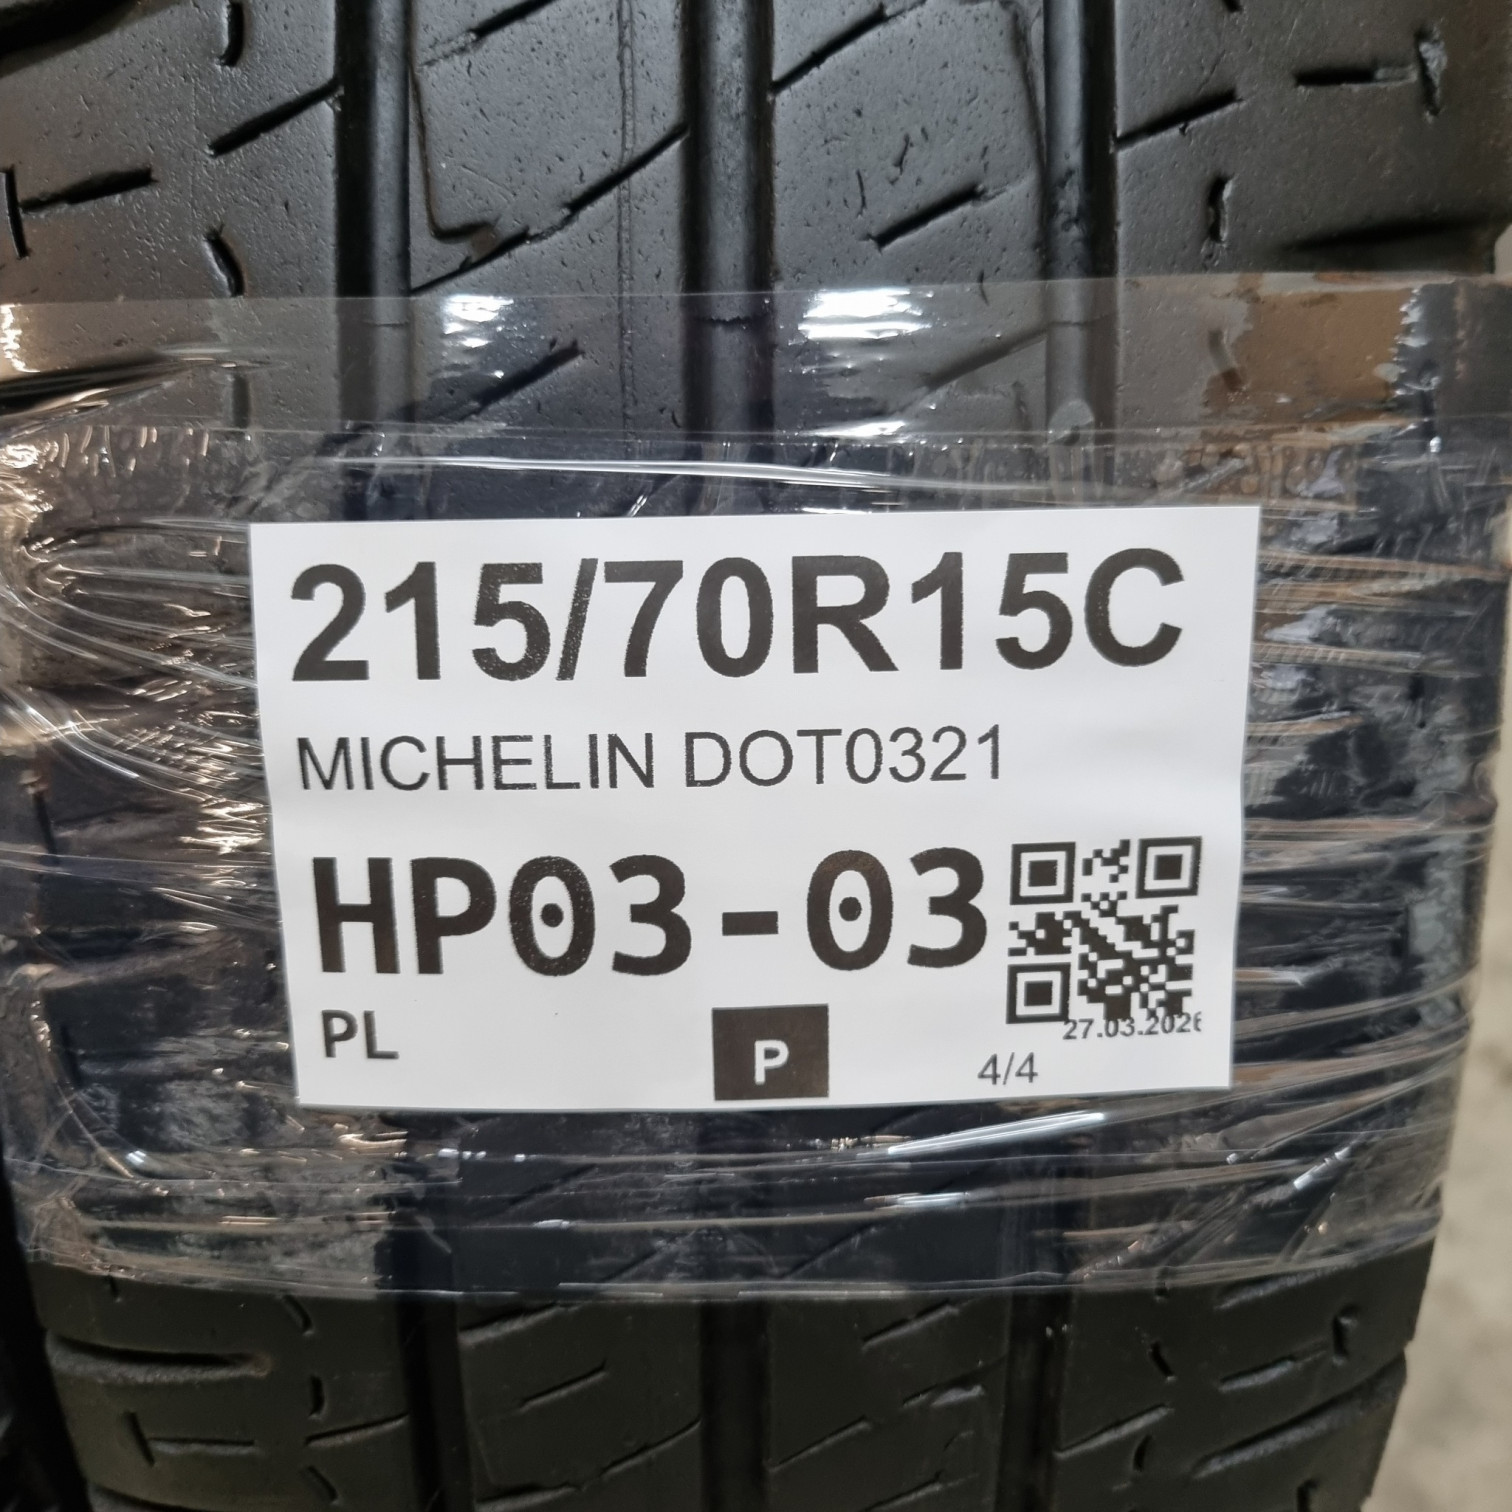 215/70R15C
MICHELIN DOT0321
HP03-03
PL
P
27.03.2026
4/4